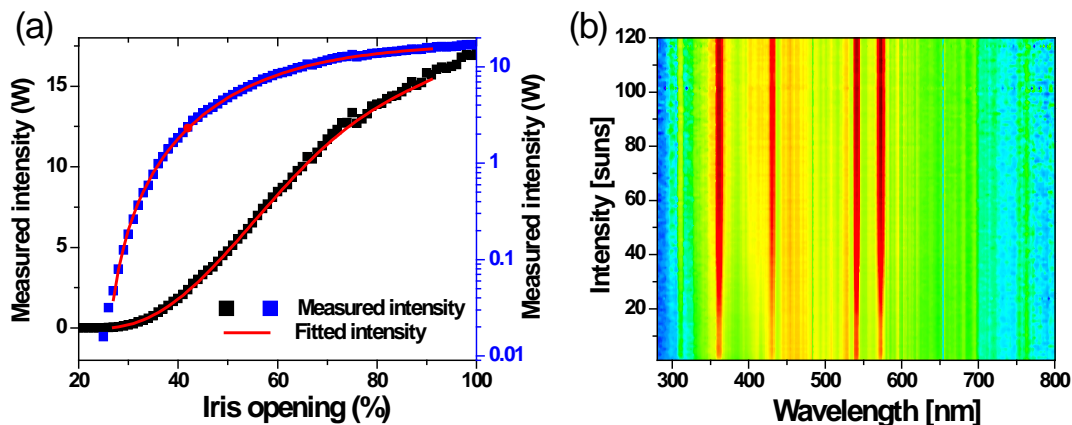 (a)
Measured intensity (W)
15
10
5
0
20 40 60 80 100
Iris opening (%)
10
1
0.1
0.01
Measured intensity (W)
Measured intensity
Fitted intensity
(b)
Intensity [suns]
120
100
80
60
40
20
300 400 500 600 700 800
Wavelength [nm]